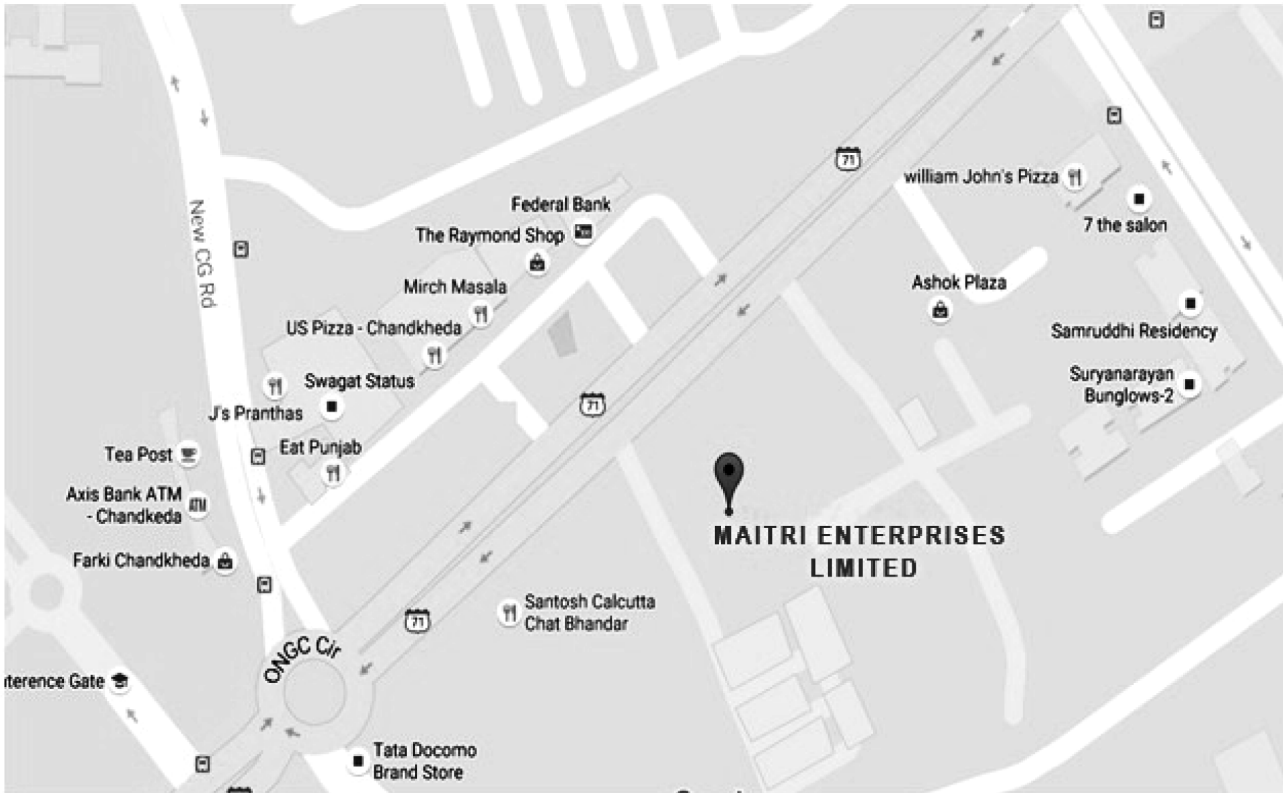 71
william John's Pizza
7 the salon
New CG Rd
Federal Bank
The Raymond Shop
Mirch Masala
Ashok Plaza
US Pizza - Chandkheda
Samruddhi Residency
Swagat Status
Suryanarayan
Bunglows-2
J's Pranthas
71
Eat Punjab
Tea Post
Axis Bank ATM
- Chandkeda
ATM
MAITRI ENTERPRISES
LIMITED
Farki Chandkheda
Santosh Calcutta
Chat Bhandar
71
ONGC Cir
Gate
Tata Docomo
Brand Store